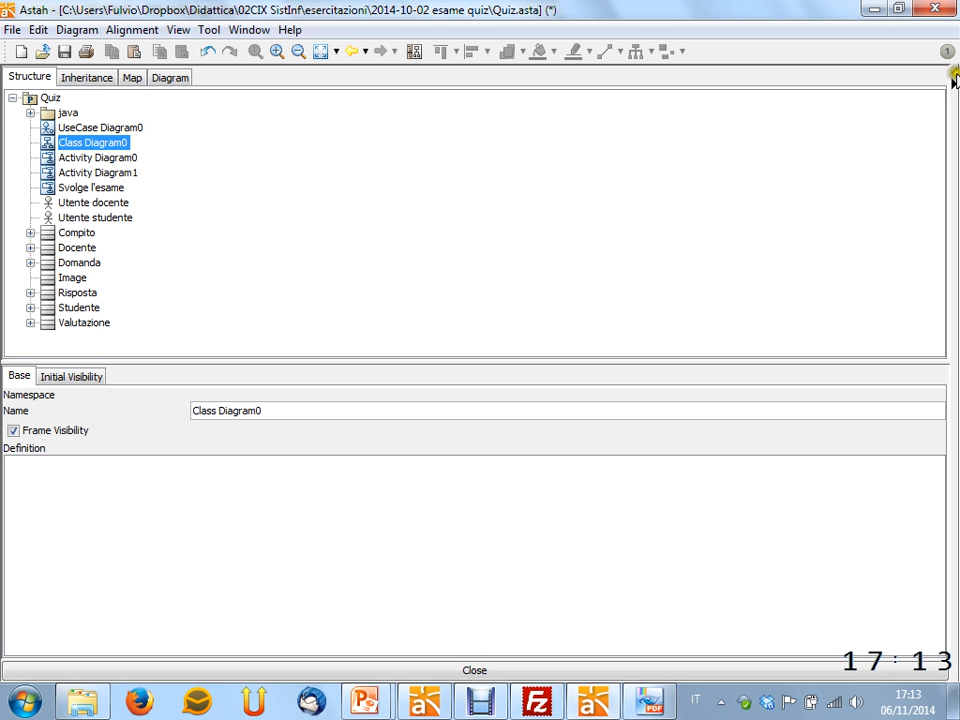 Astah - [C:\Users\Fulvio\Dropbox\Didattica\02CIX SistInf\esercitazioni\2014-10-02 esame quiz\Quiz.asta] (*)
File Edit Diagram Alignment View Tool Window Help
1
Structure Inheritance Map Diagram
Quiz
java
UseCase Diagram0
Class Diagram0
Activity Diagram0
Activity Diagram1
Svolge l'esame
Utente docente
Utente studente
Compito
Docente
Domanda
Image
Risposta
Studente
Valutazione
Base Initial Visibility
Namespace
Name Class Diagram0
Frame Visibility
Definition
17:13
Close
IT
17:13
06/11/2014